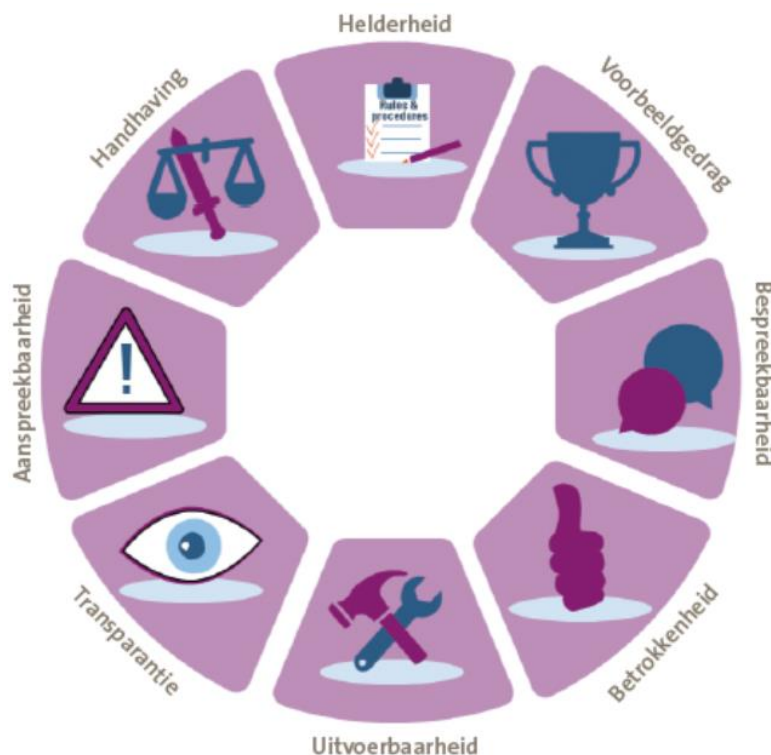 Helderheid
Rules &
procedures
Voorbeeldgedrag
Bespreekbaarheid
Betrokkenheid
Uitvoerbaarheid
Transparantie
Aanspreekbaarheid
Handhaving
!